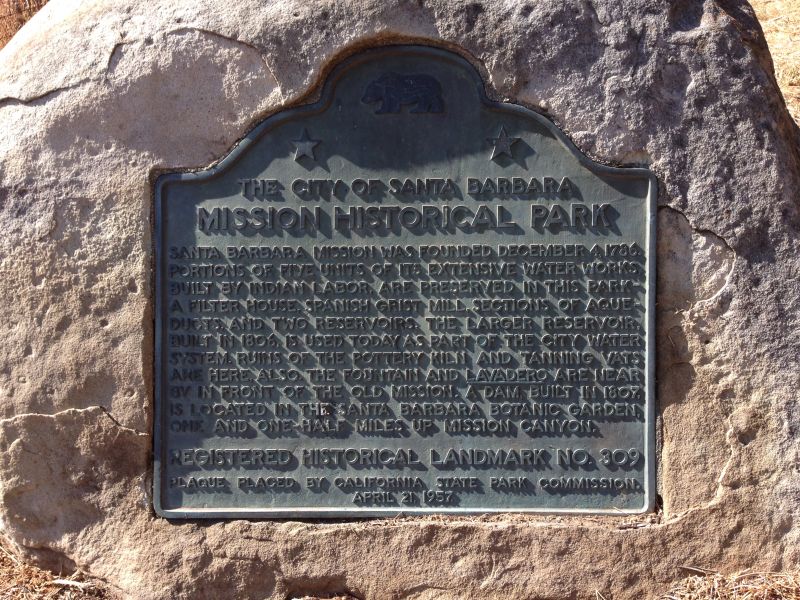 THE CITY OF SANTA BARBARA
MISSION HISTORICAL PARK
SANTA BARBARA MISSION WAS FOUNDED DECEMBER 4, 1786.
PORTIONS OF FIVE UNITS OF ITS EXTENSIVE WATER WORKS,
BUILT BY INDIAN LABOR, ARE PRESERVED IN THIS PARK –
A FILTER HOUSE, SPANISH GRIST MILL, SECTIONS OF AQUE-
DUCTS, AND TWO RESERVOIRS. THE LARGER RESERVOIR,
BUILT IN 1806, IS USED TODAY AS PART OF THE CITY WATER
SYSTEM. RUINS OF THE POTTERY KILN AND TANNING VATS
ARE HERE, ALSO. THE FOUNTAIN AND LAVADERO ARE NEAR
BY IN FRONT OF THE OLD MISSION. A DAM, BUILT IN 1807,
IS LOCATED IN THE SANTA BARBARA BOTANIC GARDEN,
ONE AND ONE-HALF MILES UP MISSION CANYON.
REGISTERED HISTORICAL LANDMARK NO. 309
PLAQUE PLACED BY CALIFORNIA STATE PARK COMMISSION.
APRIL 21 1957.